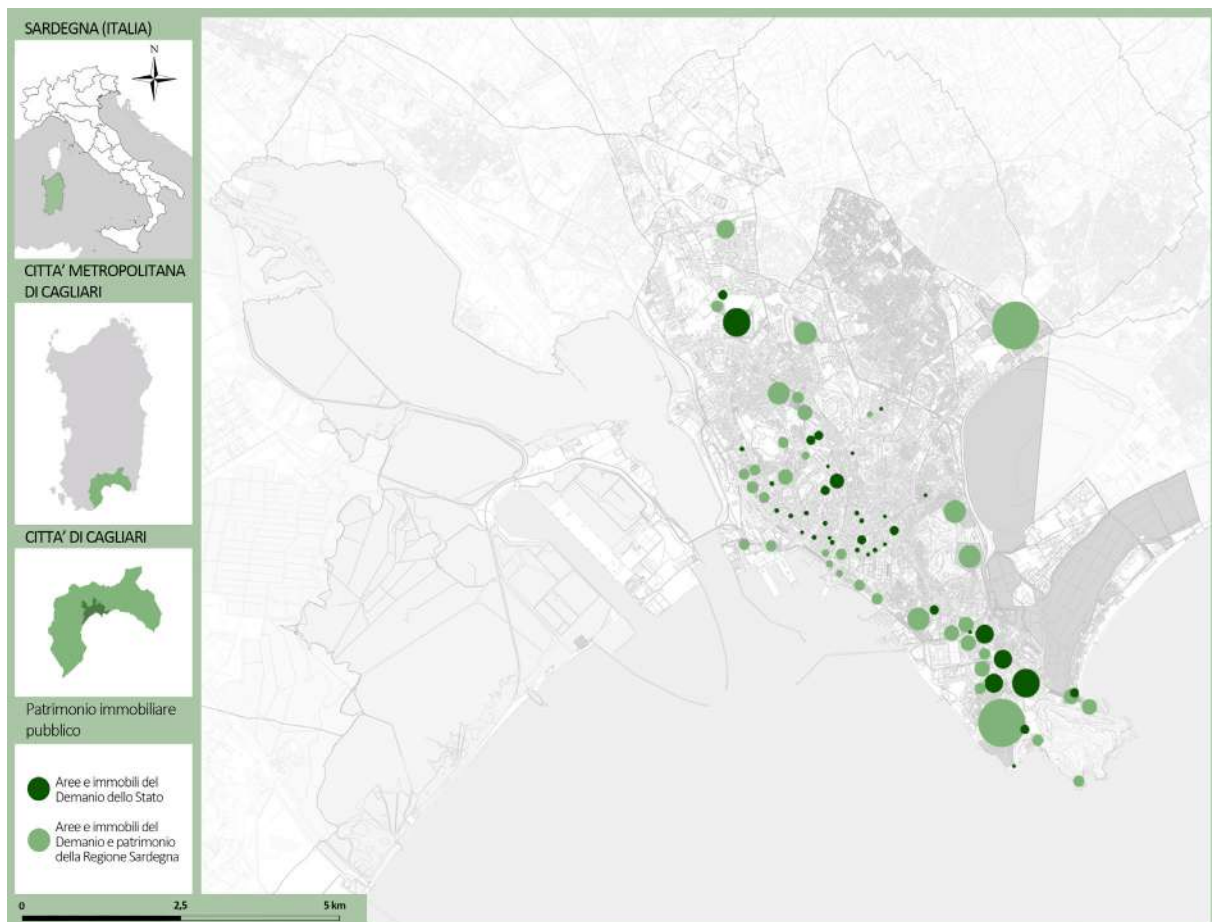 SARDEGNA (ITALIA)
N
CITTA' METROPOLITANA
DI CAGLIARI
CITTA' DI CAGLIARI
Patrimonio immobiliare
pubblico
Aree e immobili del
Demanio dello Stato
Aree e immobili del
Demanio e patrimonio
della Regione Sardegna
0 2,5 5 km